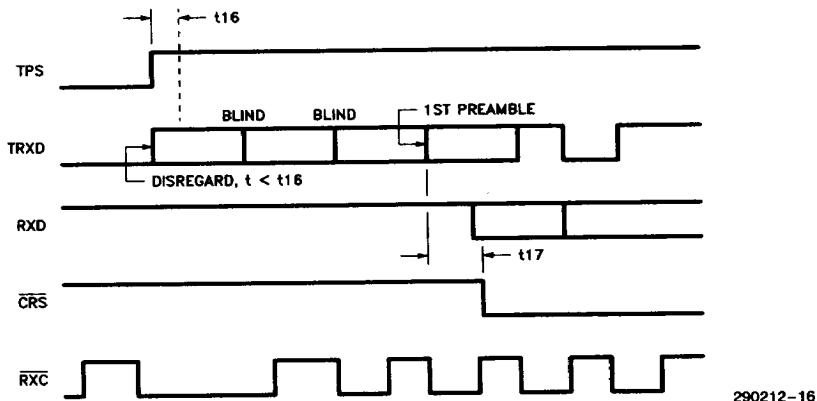 t16
TPS
BLIND BLIND 1ST PREAMBLE
TRXD
DISREGARD, t < t16
RXD
t17
CRS
RXC
290212-16